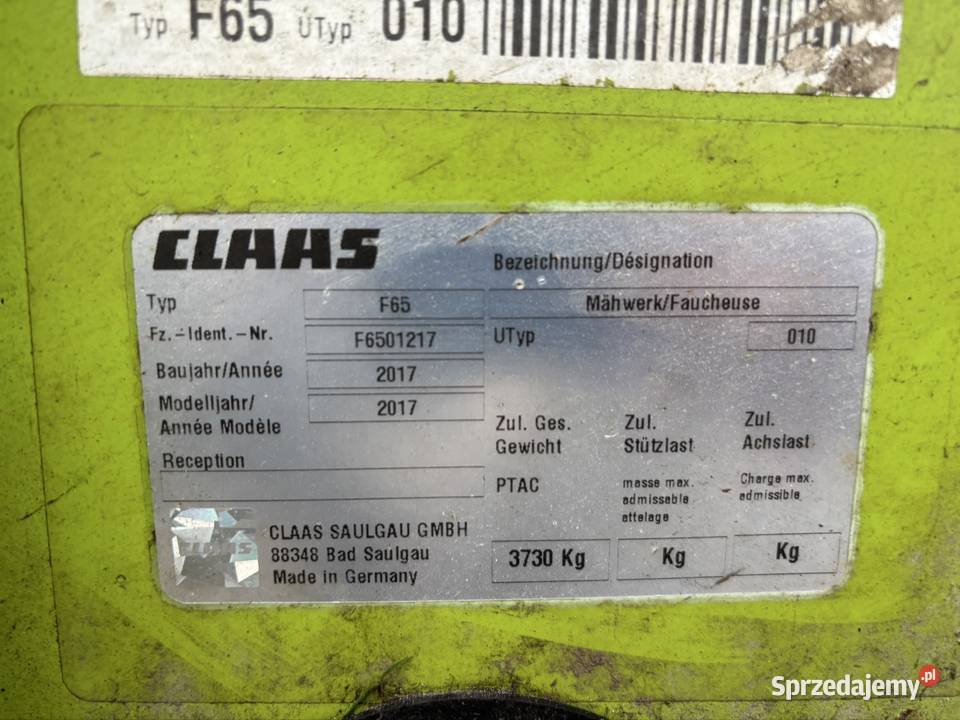 Typ F65 UTyp 010
CLAAS
Bezeichnung/Désignation
Typ F65 Mähwerk/Faucheuse
Fz.-Ident.-Nr. F6501217 UTyp 010
Baujahr/Année 2017
Modelljahr/ 2017
Année Modèle
Zul. Ges. Zul. Zul.
Gewicht Stützlast Achslast
Reception
PTAC masse max. Charge max.
admissable admissible
attelage
CLAAS
CLAAS SAULGAU GMBH
88348 Bad Saulgau
Made in Germany
3730 Kg Kg Kg
Sprzedajemy.pl